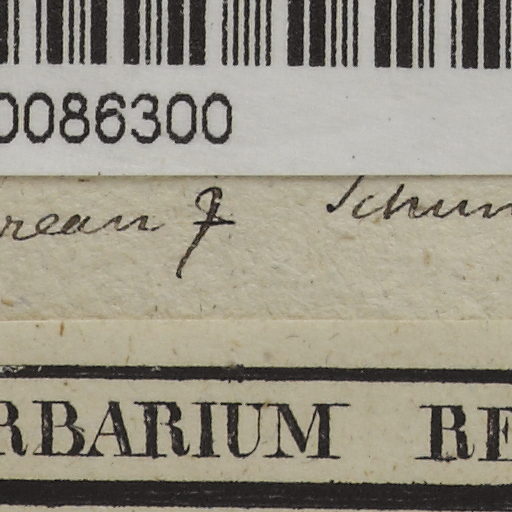 0086300
rean f Schum
RBARIUM RE